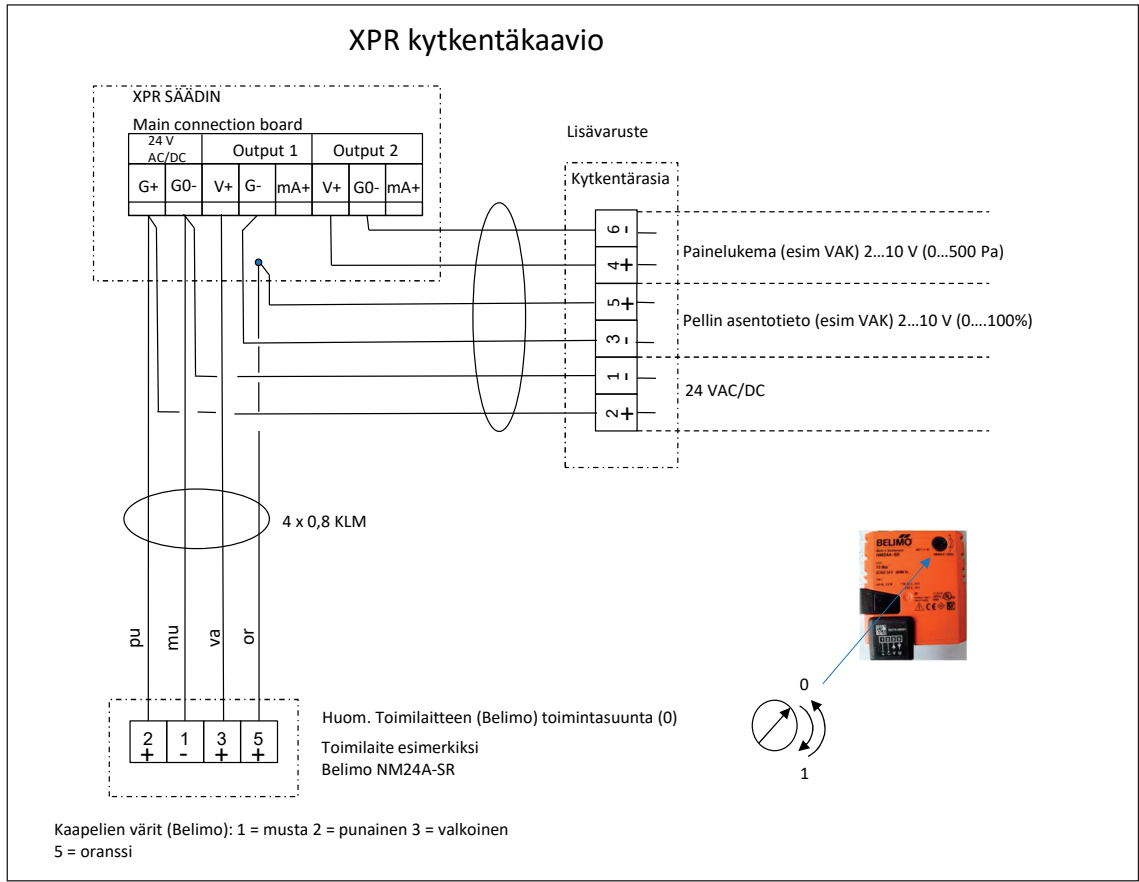 XPR kytkentäkaavio
XPR SÄÄDIN
Main connection board
24 V
AC/DC
Output 1
Output 2
G+ G0- V+ G- mA+ V+ G0- mA+
Lisävaruste
Kytkentärasia
6 -
4 +
Painelukema (esim VAK) 2...10 V (0...500 Pa)
5 +
3 -
Pellin asentotieto (esim VAK) 2...10 V (0....100%)
1 -
2 +
24 VAC/DC
4 x 0,8 KLM
pu
mu
va
or
2 1 3 5
+ - + +
Huom. Toimilaitteen (Belimo) toimintasuunta (0)
Toimilaite esimerkiksi
Belimo NM24A-SR
BELIMO
0
1
Kaapelien värit (Belimo): 1 = musta 2 = punainen 3 = valkoinen
5 = oranssi